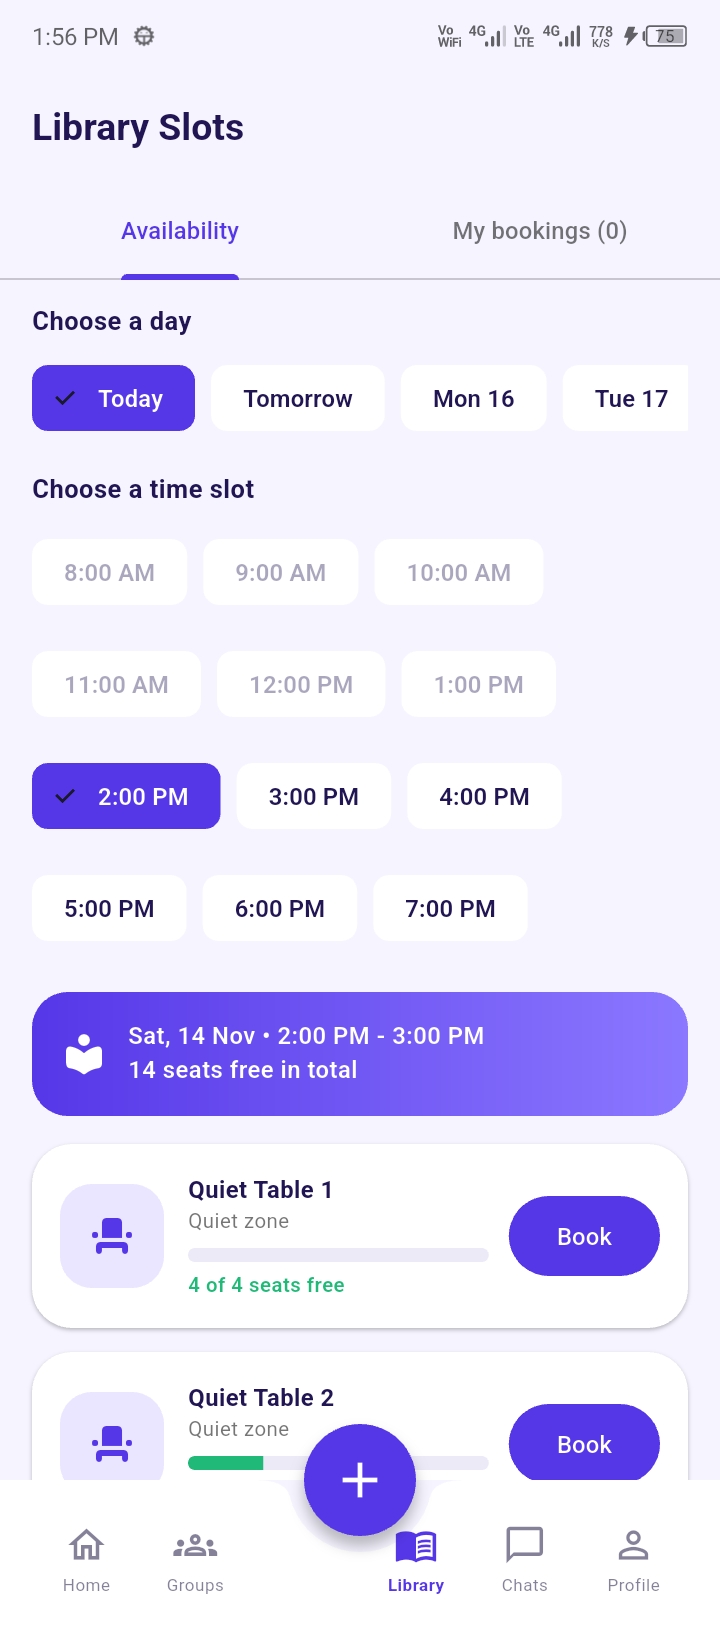 1:56 PM
Vo WiFi 4G Vo LTE 4G 778 K/S 75
Library Slots
Availability
My bookings (0)
Choose a day
Today
Tomorrow
Mon 16
Tue 17
Choose a time slot
8:00 AM
9:00 AM
10:00 AM
11:00 AM
12:00 PM
1:00 PM
2:00 PM
3:00 PM
4:00 PM
5:00 PM
6:00 PM
7:00 PM
Sat, 14 Nov • 2:00 PM - 3:00 PM
14 seats free in total
Quiet Table 1
Quiet zone
4 of 4 seats free
Book
Quiet Table 2
Quiet zone
Book
Home
Groups
Library
Chats
Profile